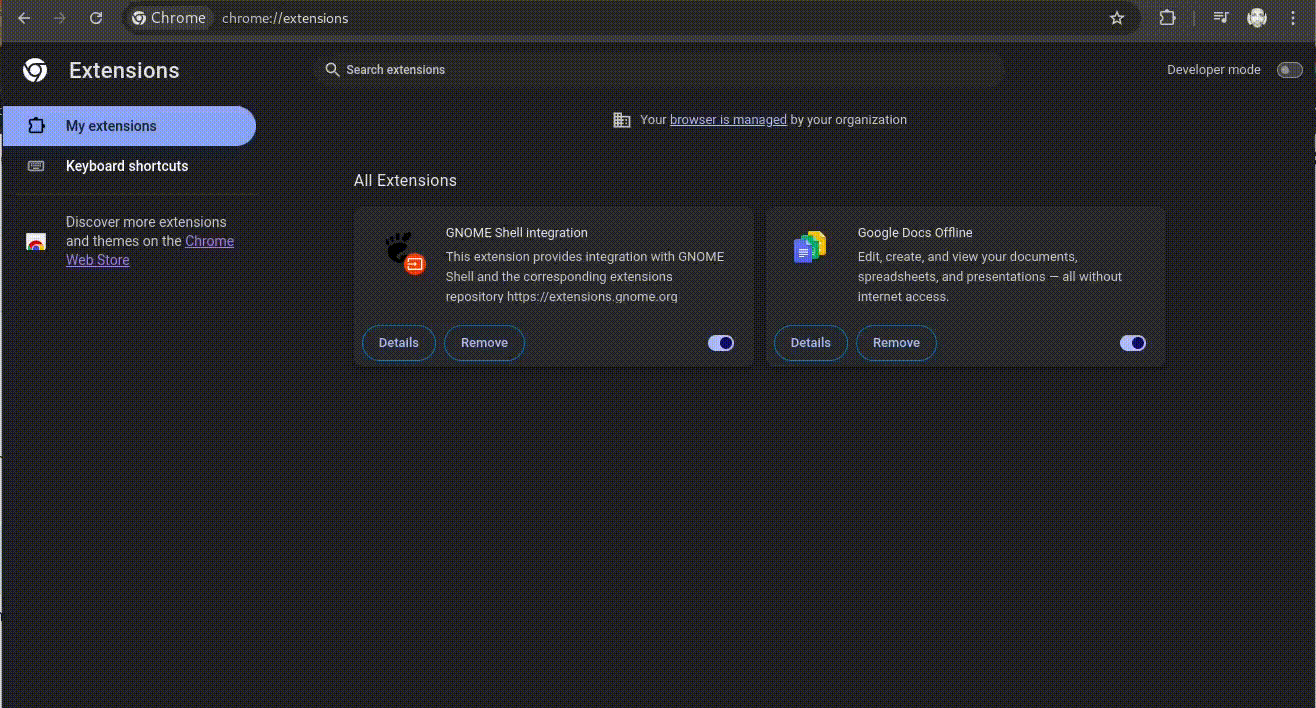 Chrome chrome://extensions
Extensions
Search extensions
Developer mode
My extensions
Keyboard shortcuts
Discover more extensions
and themes on the Chrome
Web Store
Your browser is managed by your organization
All Extensions
GNOME Shell integration
This extension provides integration with GNOME
Shell and the corresponding extensions
repository https://extensions.gnome.org
Details Remove
Google Docs Offline
Edit, create, and view your documents,
spreadsheets, and presentations — all without
internet access.
Details Remove